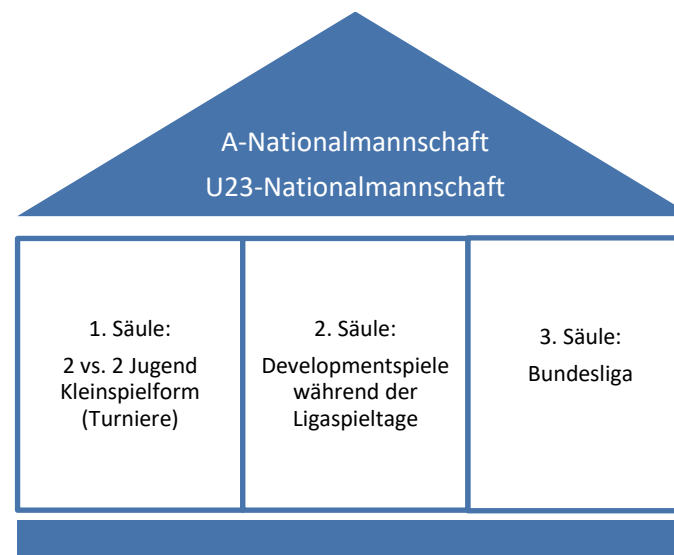 A-Nationalmannschaft
U23-Nationalmannschaft
1. Säule:
2 vs. 2 Jugend
Kleinspielform
(Turniere)
2. Säule:
Developmentspiele
während der
Ligaspieltage
3. Säule:
Bundesliga